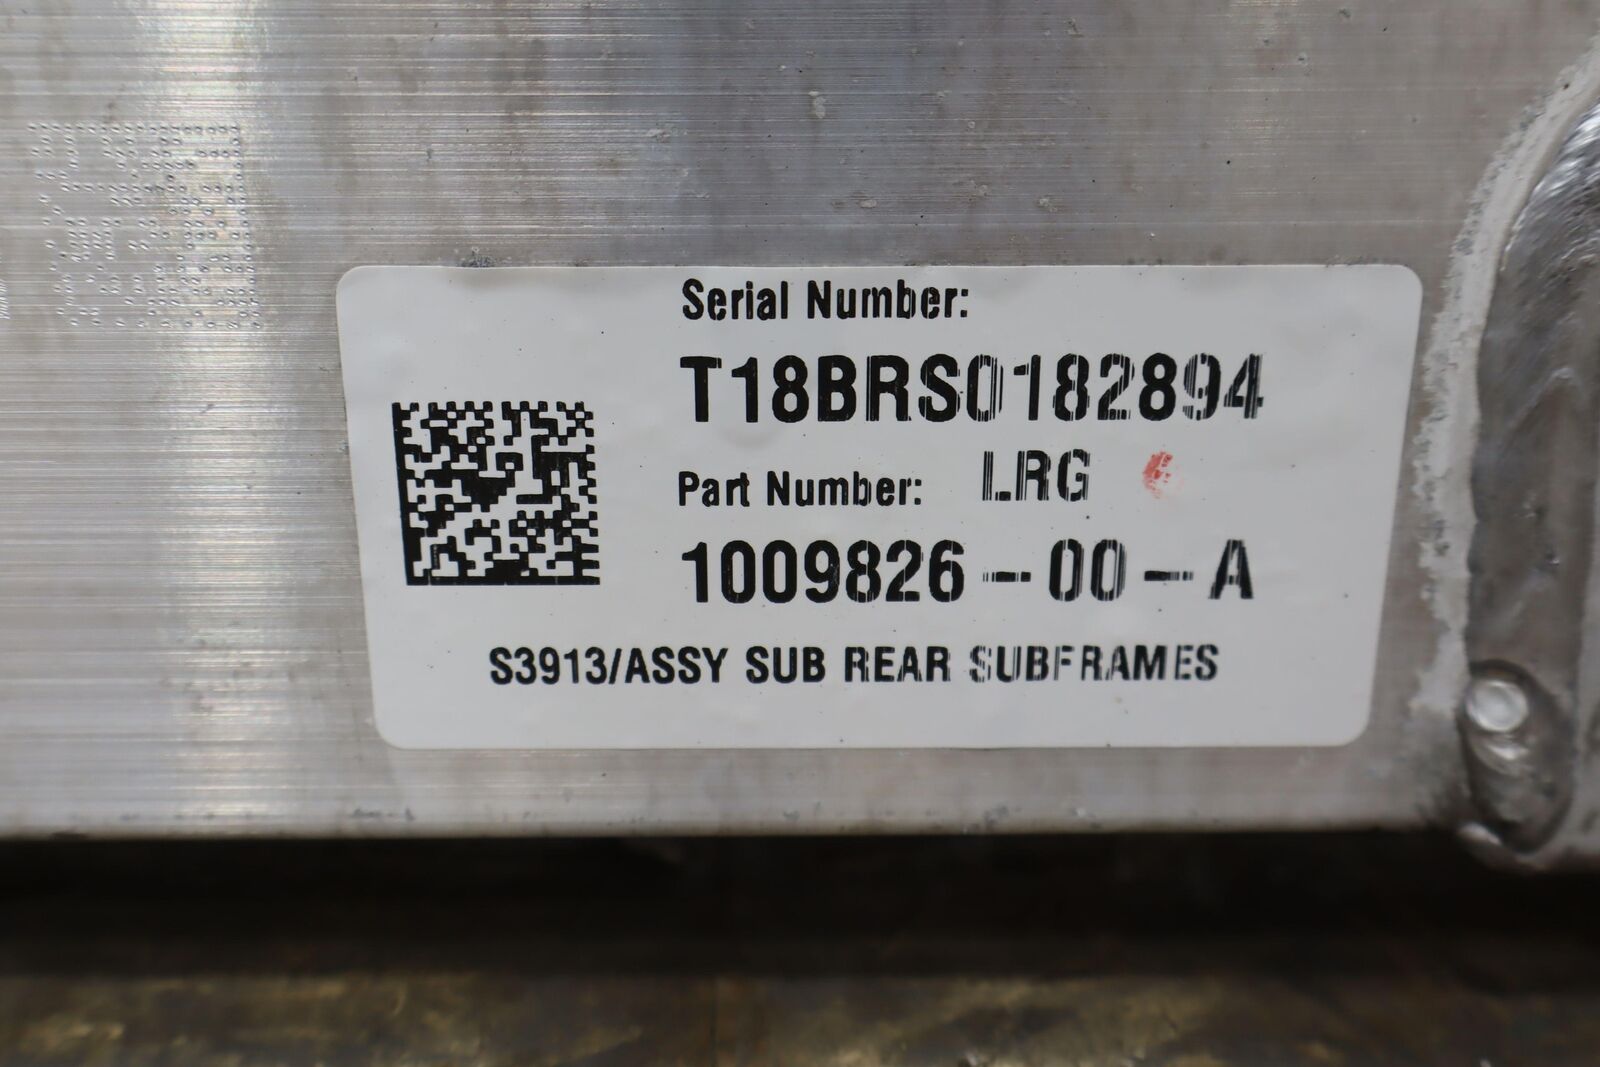 Serial Number:
T18BRS0182894
Part Number: LRG
1009826-00-A
S3913/ASSY SUB REAR SUBFRAMES